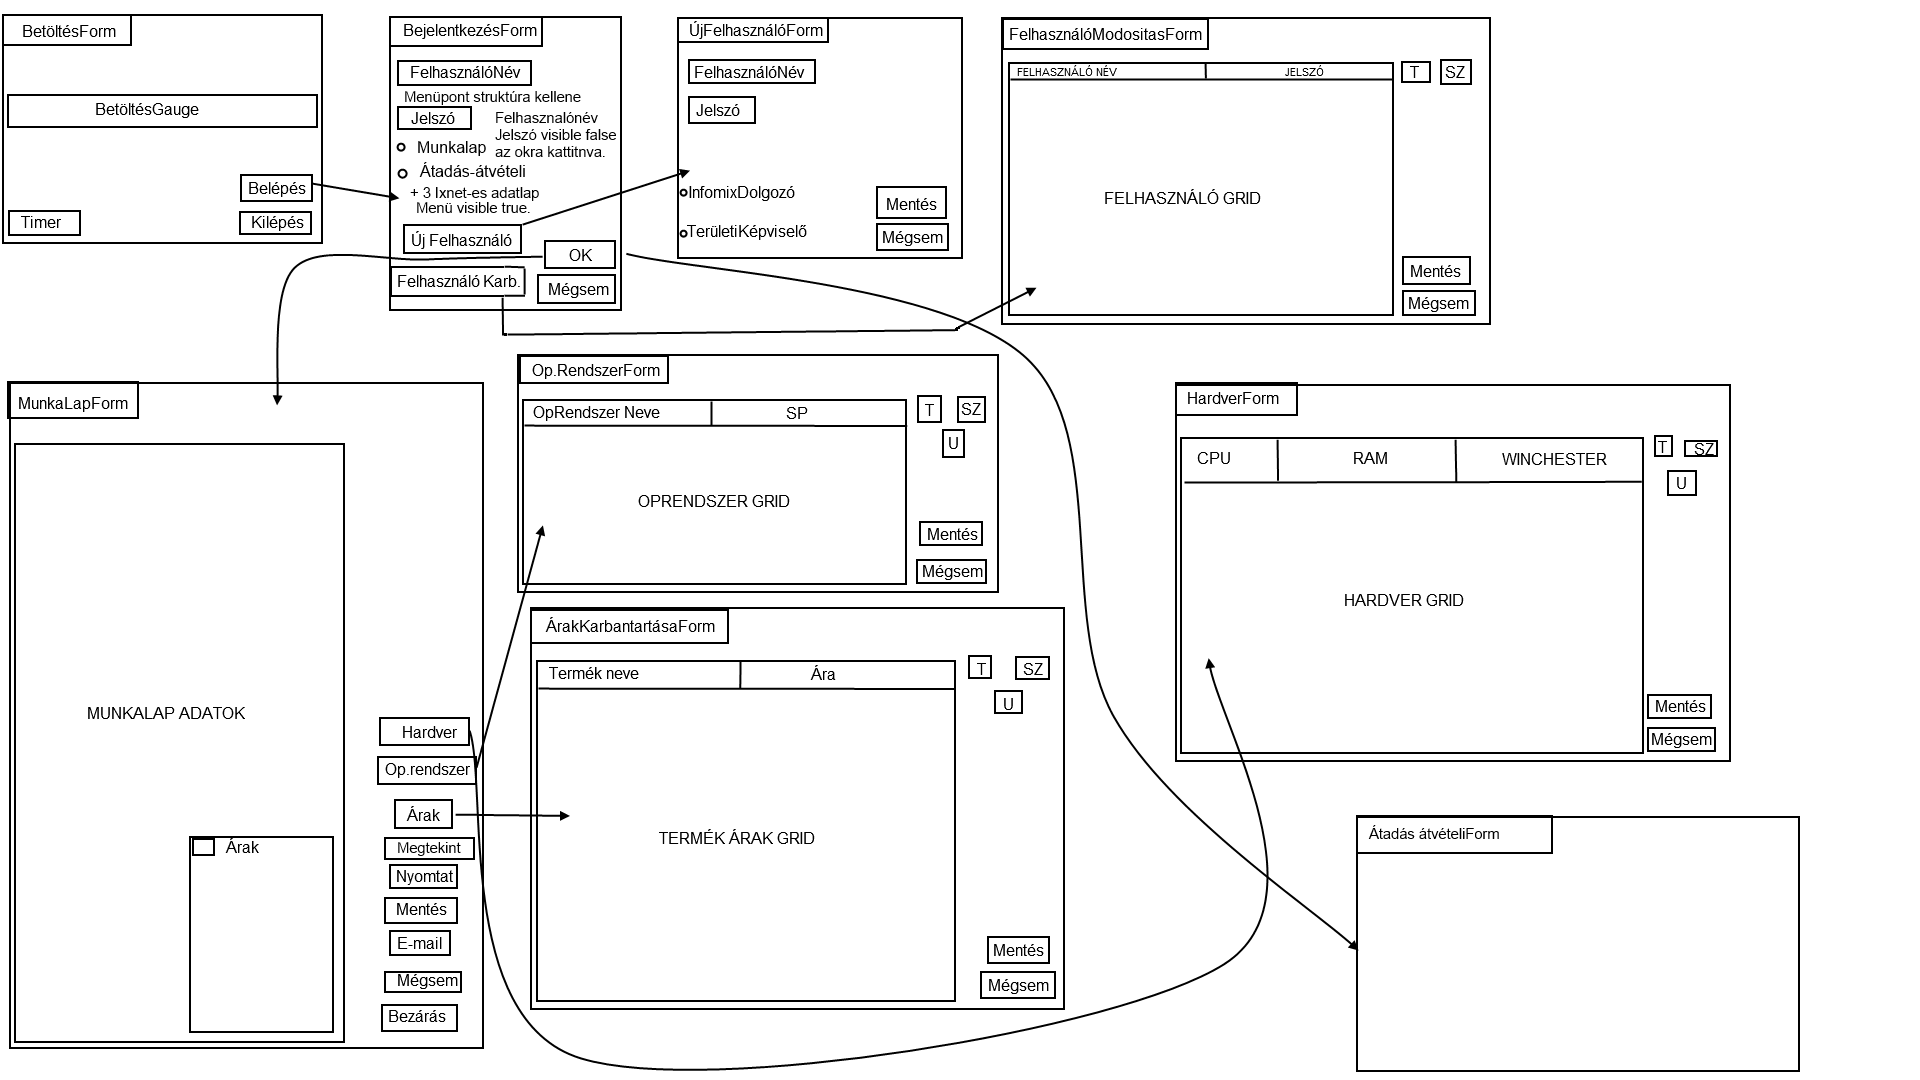 BetöltésForm
BetöltésGauge
Belépés
Timer
Kilépés
BejelentkezésForm
FelhasználóNév
Menüpont struktúra kellene
Jelszó
Felhasznalónév
Jelszó visible false
az okra kattitnva.
Munkalap
Átadás-átvételi
+ 3 Ixnet-es adatlap
Menü visible true.
Új Felhasználó
OK
Felhasználó Karb.
Mégsem
ÚjFelhasználóForm
FelhasználóNév
Jelszó
InfomixDolgozó
Mentés
TerületiKépviselő
Mégsem
FelhasználóModositasForm
FELHASZNÁLÓ NÉV
JELSZÓ
T
SZ
FELHASZNÁLÓ GRID
Mentés
Mégsem
MunkaLapForm
MUNKALAP ADATOK
Árak
Hardver
Op.rendszer
Árak
Megtekint
Nyomtat
Mentés
E-mail
Mégsem
Bezárás
Op.RendszerForm
OpRendszer Neve
SP
T
SZ
U
OPRENDSZER GRID
Mentés
Mégsem
ÁrakKarbantartásaForm
Termék neve
Ára
T
SZ
U
TERMÉK ÁRAK GRID
Mentés
Mégsem
HardverForm
CPU
RAM
WINCHESTER
T
SZ
U
HARDVER GRID
Mentés
Mégsem
Átadás átvételiForm